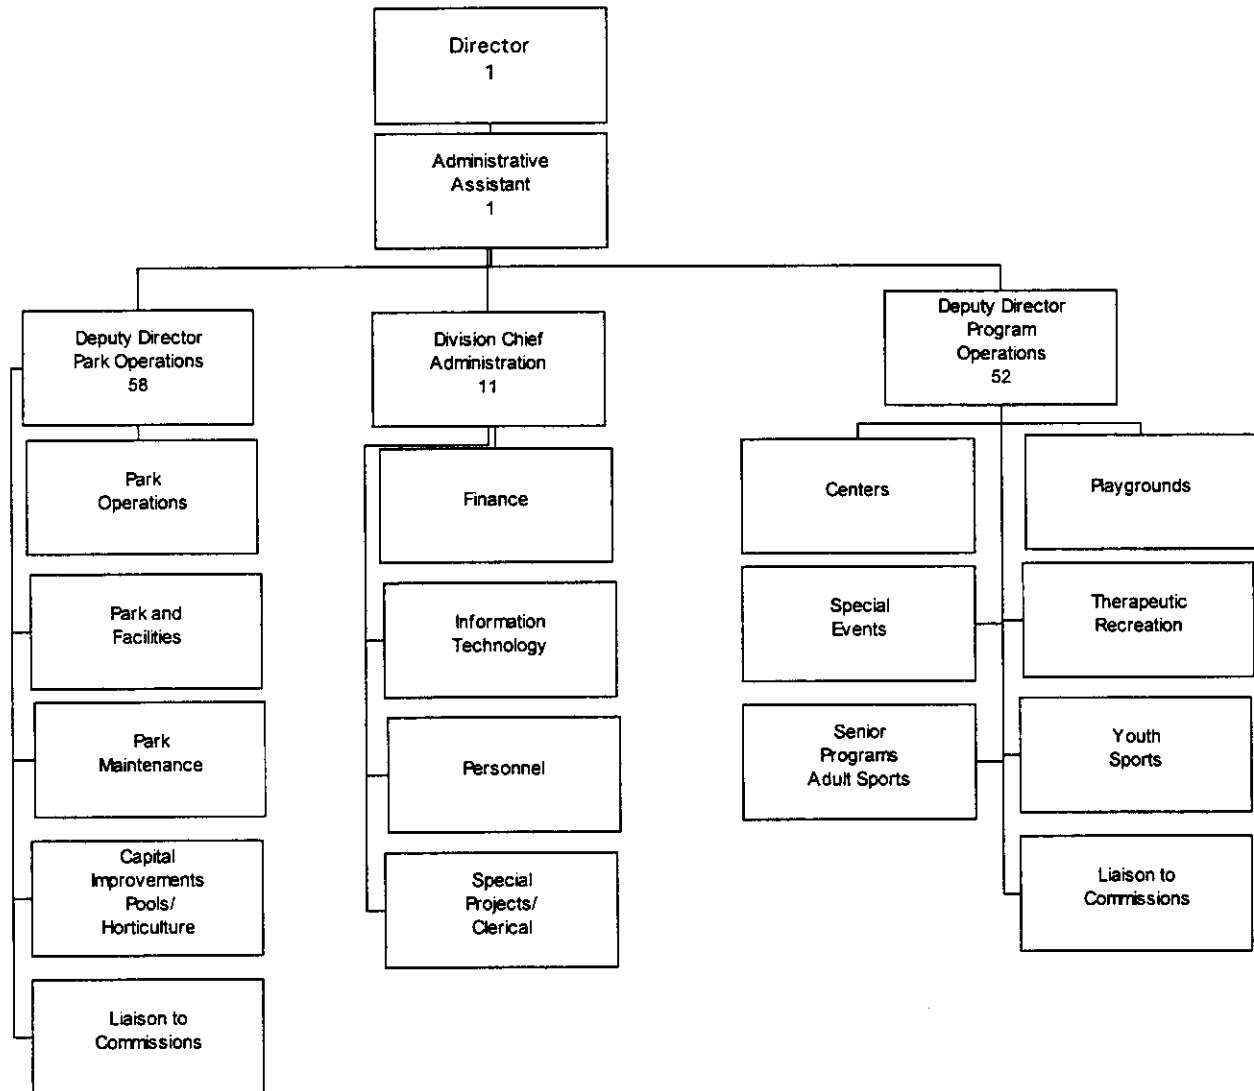 Director
1
Administrative
Assistant
1
Deputy Director
Park Operations
58
Division Chief
Administration
11
Deputy Director
Program
Operations
52
Park
Operations
Park and
Facilities
Park
Maintenance
Capital
Improvements
Pools/
Horticulture
Liaison to
Commissions
Finance
Information
Technology
Personnel
Special
Projects/
Clerical
Centers
Playgrounds
Special
Events
Therapeutic
Recreation
Senior
Programs
Adult Sports
Youth
Sports
Liaison to
Commissions